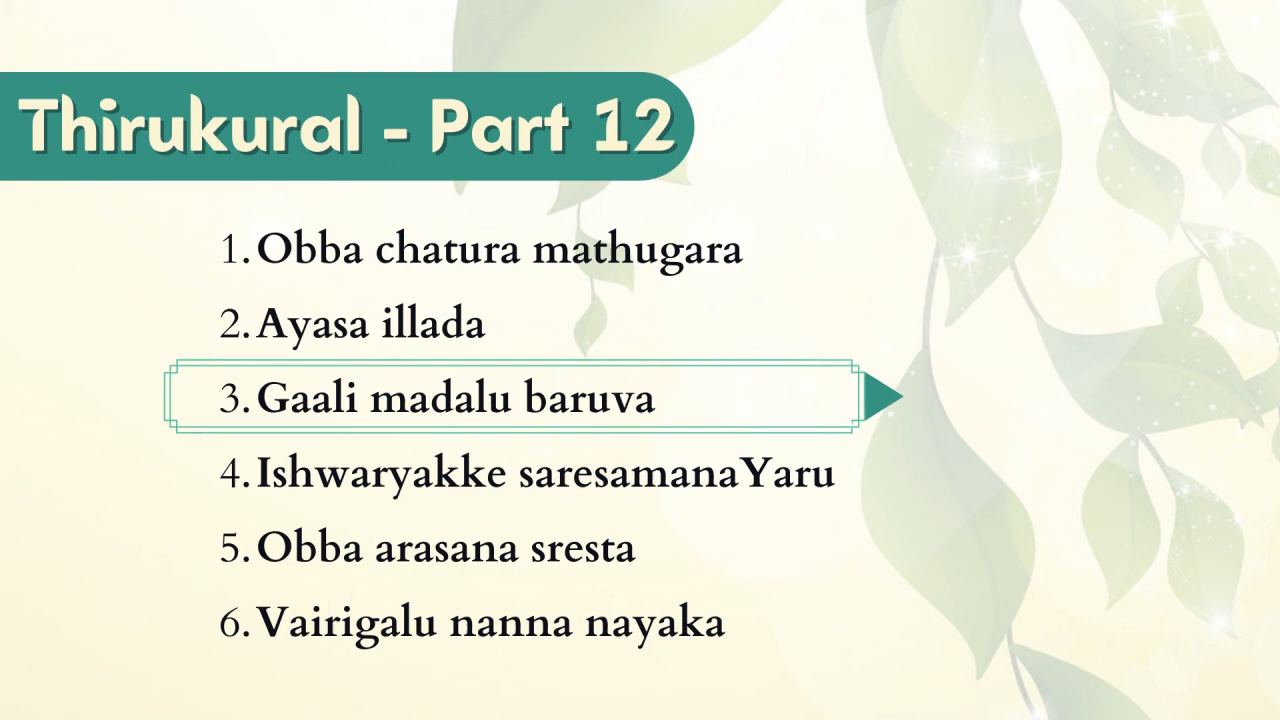 Thirukural - Part 12
1. Obba chatura mathugara
2. Ayasa illada
3. Gaali madalu baruva
4. Ishwaryakke saresamanaYaru
5. Obba arasana sresta
6. Vairigalu nanna nayaka